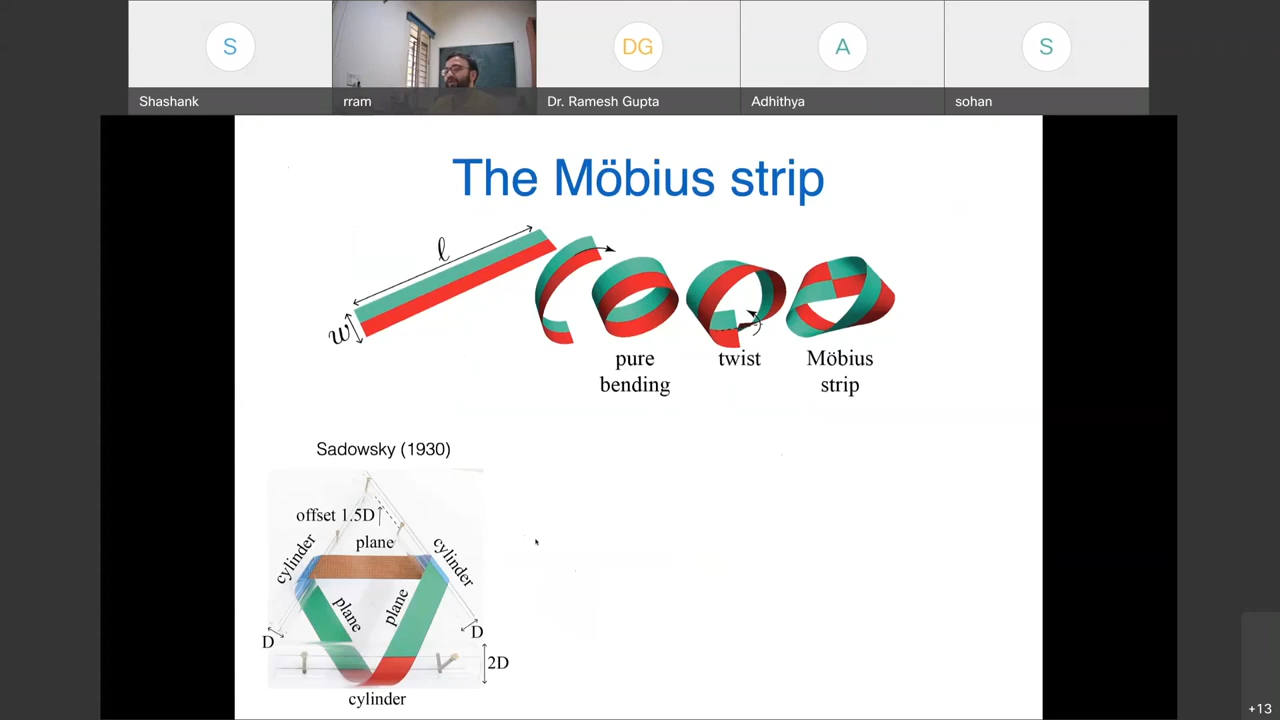 S
DG
A
S
Shashank
rram
Dr. Ramesh Gupta
Adhithya
sohan
The Möbius strip
ℓ
w
pure
bending
twist
Möbius
strip
Sadowsky (1930)
offset 1.5D
plane
cylinder
cylinder
plane
plane
D
D
2D
cylinder
+13